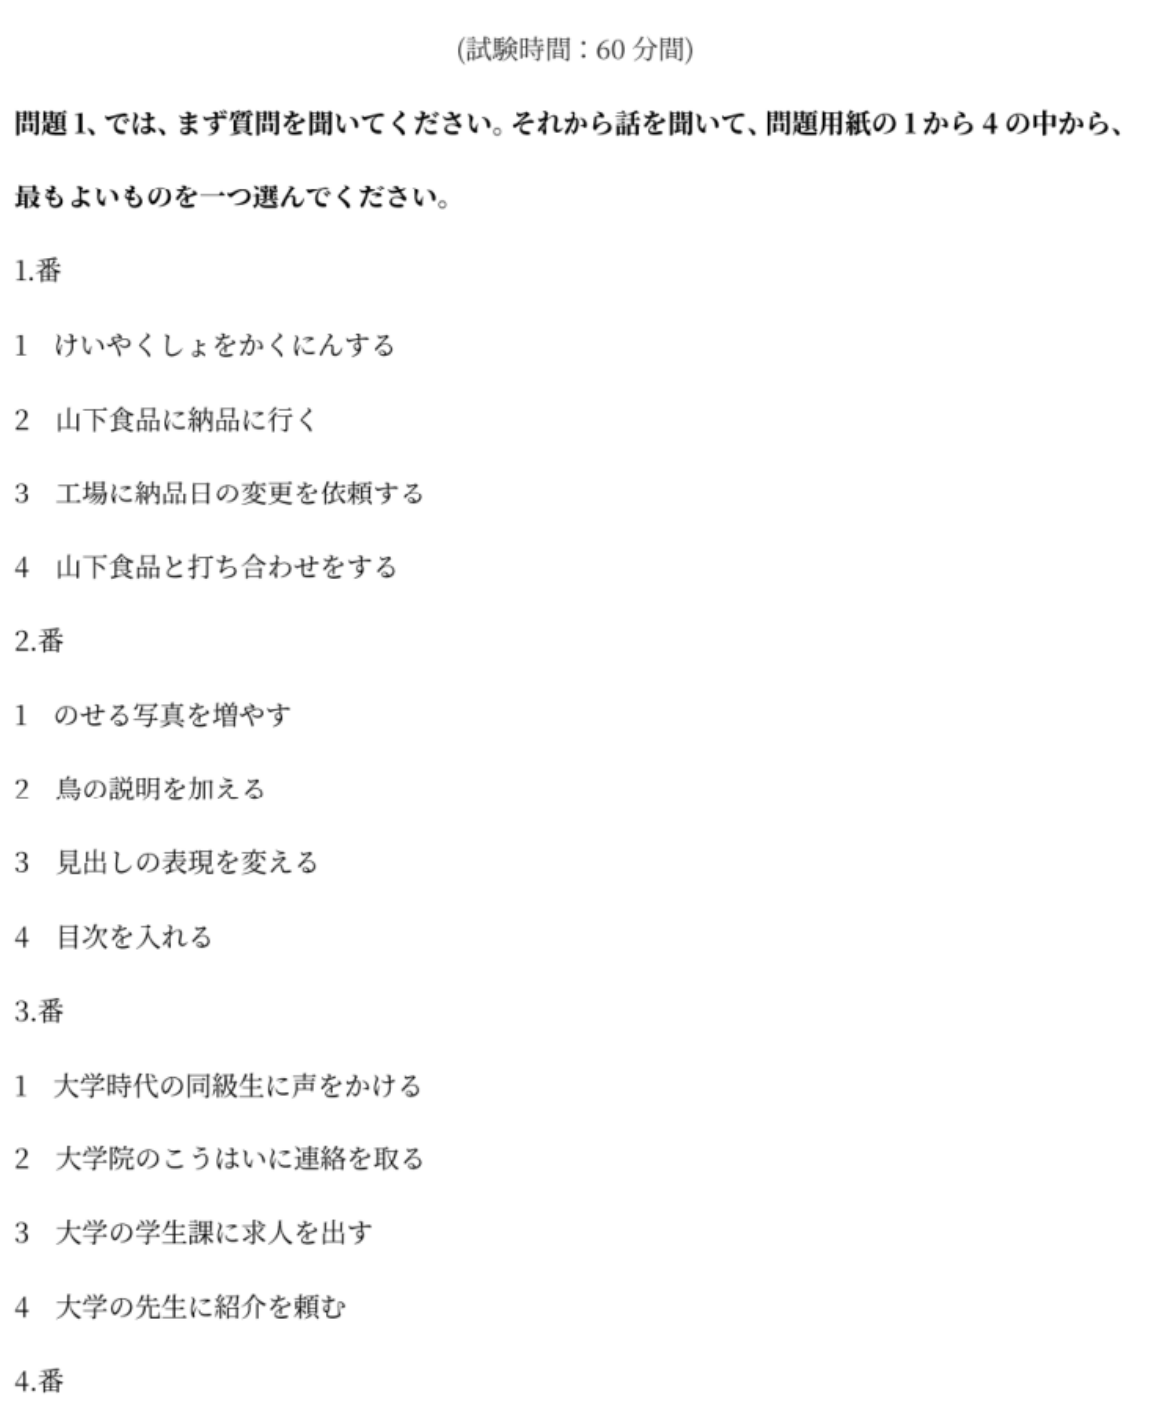 (試験時間：60 分間)
問題1、では、まず質問を聞いてください。それから話を聞いて、問題用紙の1から4の中から、
最もよいものを一つ選んでください。
1.番
1　けいやくしょをかくにんする
2　山下食品に納品に行く
3　工場に納品日の変更を依頼する
4　山下食品と打ち合わせをする
2.番
1　のせる写真を増やす
2　鳥の説明を加える
3　見出しの表現を変える
4　目次を入れる
3.番
1　大学時代の同級生に声をかける
2　大学院のこうはいに連絡を取る
3　大学の学生課に求人を出す
4　大学の先生に紹介を頼む
4.番